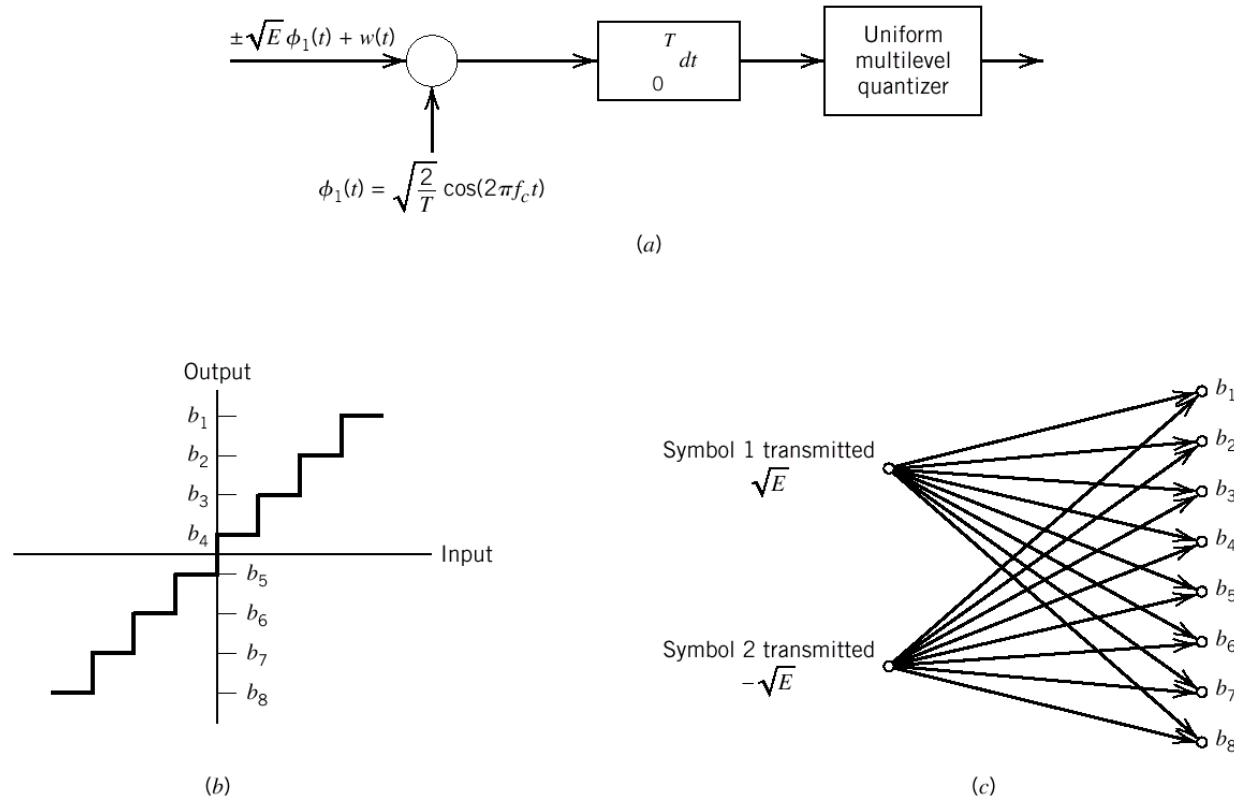 ±√E ϕ₁(t) + w(t)
T
dt
0
Uniform
multilevel
quantizer
ϕ₁(t) = √(2/T) cos(2πf_c t)
(a)
Output
b₁
b₂
b₃
b₄
Input
b₅
b₆
b₇
b₈
(b)
Symbol 1 transmitted
√E
Symbol 2 transmitted
−√E
b₁
b₂
b₃
b₄
b₅
b₆
b₇
b₈
(c)